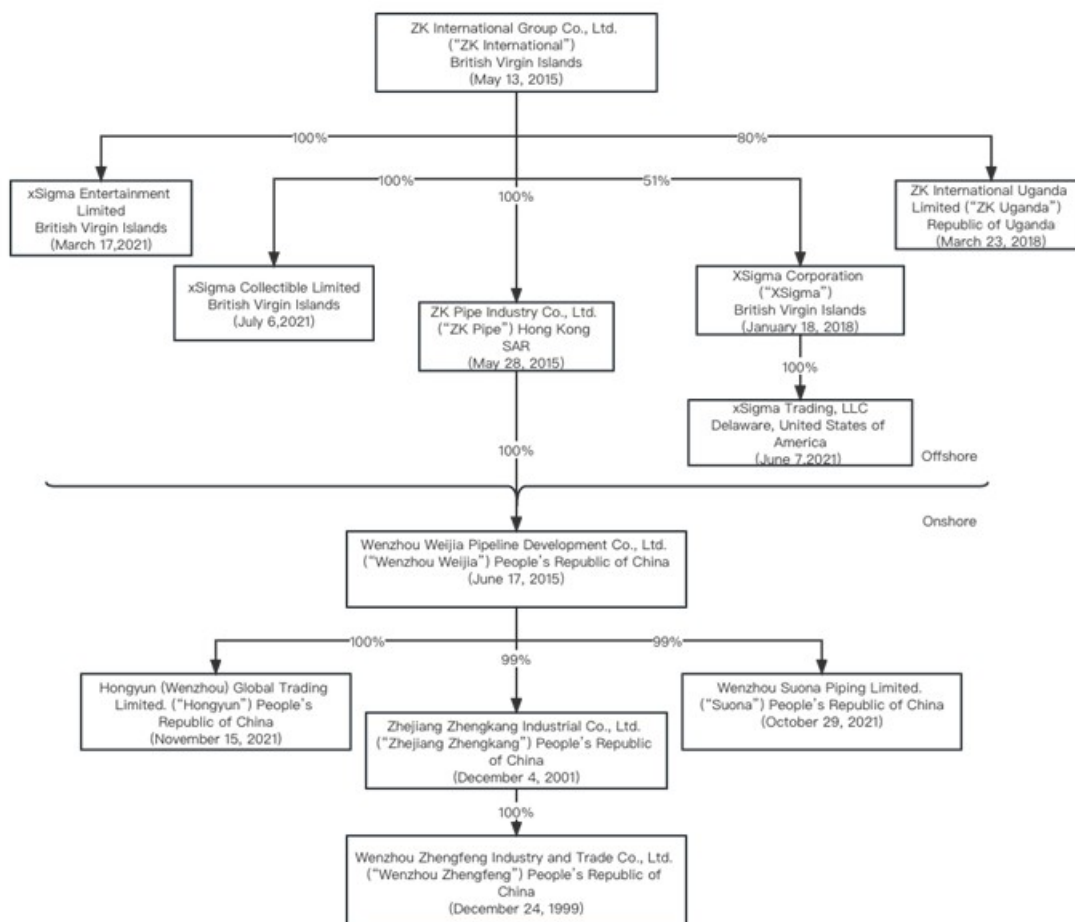 ZK International Group Co., Ltd.
(“ZK International”)
British Virgin Islands
(May 13, 2015)
100%
80%
100%
51%
100%
xSigma Entertainment
Limited
British Virgin Islands
(March 17,2021)
ZK International Uganda
Limited (“ZK Uganda”)
Republic of Uganda
(March 23, 2018)
xSigma Collectible Limited
British Virgin Islands
(July 6,2021)
ZK Pipe Industry Co., Ltd.
(“ZK Pipe”) Hong Kong
SAR
(May 28, 2015)
XSigma Corporation
(“XSigma”)
British Virgin Islands
(January 18, 2018)
100%
xSigma Trading, LLC
Delaware, United States of
America
(June 7,2021)
100%
Offshore
Onshore
Wenzhou Weijia Pipeline Development Co., Ltd.
(“Wenzhou Weijia”) People’s Republic of China
(June 17, 2015)
100%
99%
99%
Hongyun (Wenzhou) Global Trading
Limited. (“Hongyun”) People’s
Republic of China
(November 15, 2021)
Zhejiang Zhengkang Industrial Co., Ltd.
(“Zhejiang Zhengkang”) People’s Republic
of China
(December 4, 2001)
Wenzhou Suona Piping Limited.
(“Suona”) People’s Republic of China
(October 29, 2021)
100%
Wenzhou Zhengfeng Industry and Trade Co., Ltd.
(“Wenzhou Zhengfeng”) People’s Republic of
China
(December 24, 1999)